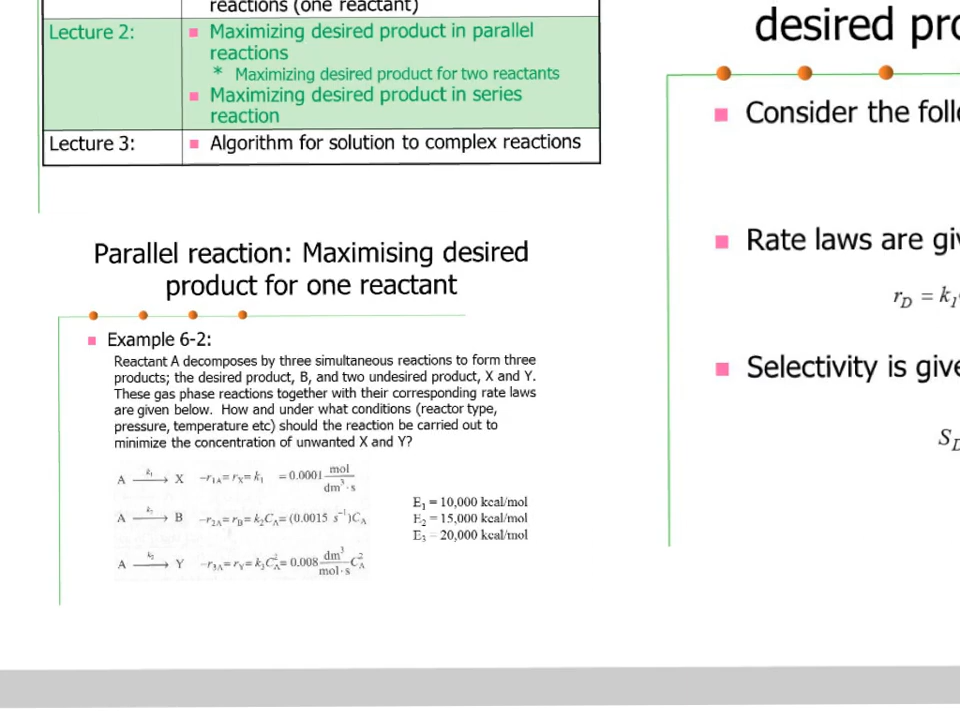 reactions (one reactant)
Lecture 2:
Maximizing desired product in parallel
reactions
* Maximizing desired product for two reactants
Maximizing desired product in series
reaction
Lecture 3:
Algorithm for solution to complex reactions
Parallel reaction: Maximising desired
product for one reactant
Example 6-2:
Reactant A decomposes by three simultaneous reactions to form three
products; the desired product, B, and two undesired product, X and Y.
These gas phase reactions together with their corresponding rate laws
are given below. How and under what conditions (reactor type,
pressure, temperature etc) should the reaction be carried out to
minimize the concentration of unwanted X and Y?
A —k₁→ X −r₁A = rX = k₁ = 0.0001 mol/dm³·s
A —k₂→ B −r₂A = rB = k₂CA = (0.0015 s⁻¹)CA
A —k₂→ Y −r₃A = rY = k₃CA² = 0.008 dm³/mol·s CA²
E₁ = 10,000 kcal/mol
E₂ = 15,000 kcal/mol
E₃ = 20,000 kcal/mol
desired pro
Consider the follo
Rate laws are giv
rD = k₁
Selectivity is give
SD